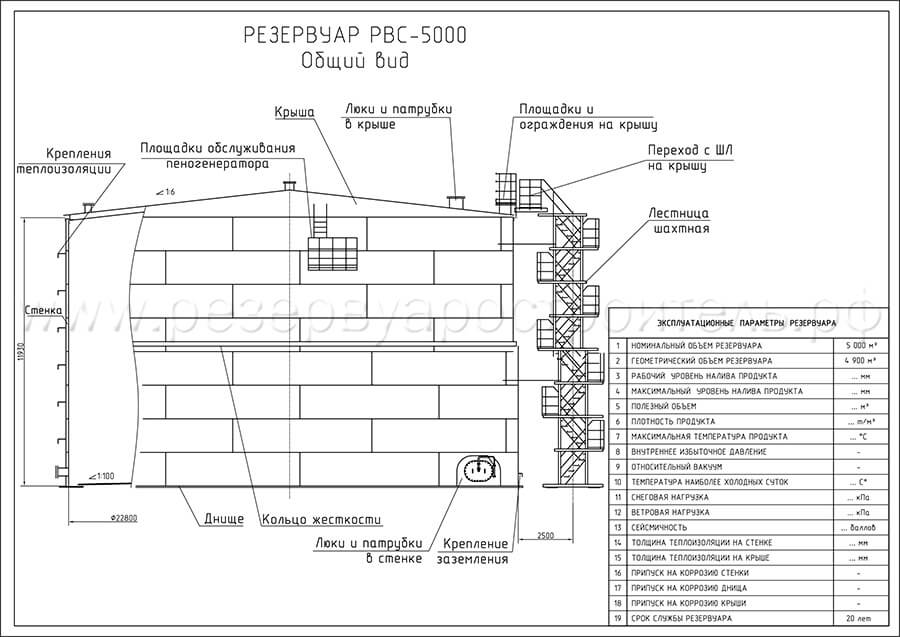 РЕЗЕРВУАР РВС-5000
Общий вид
Крыша
Люки и патрубки
в крыше
Площадки и
ограждения на крышу
Крепления
теплоизоляции
Площадки обслуживания
пеногенератора
Переход с ШЛ
на крышу
1:6
Лестница
шахтная
www.резервуаростроитель.рф
Стенка
11930
1:100
⌀22800
Днище
Кольцо жесткости
Люки и патрубки
в стенке
Крепление
заземления
2500
ЭКСПЛУАТАЦИОННЫЕ ПАРАМЕТРЫ РЕЗЕРВУАРА
1 НОМИНАЛЬНЫЙ ОБЪЕМ РЕЗЕРВУАРА 5 000 м³
2 ГЕОМЕТРИЧЕСКИЙ ОБЪЕМ РЕЗЕРВУАРА 4 900 м³
3 РАБОЧИЙ УРОВЕНЬ НАЛИВА ПРОДУКТА ... мм
4 МАКСИМАЛЬНЫЙ УРОВЕНЬ НАЛИВА ПРОДУКТА ... мм
5 ПОЛЕЗНЫЙ ОБЪЕМ ... м³
6 ПЛОТНОСТЬ ПРОДУКТА ... т/м³
7 МАКСИМАЛЬНАЯ ТЕМПЕРАТУРА ПРОДУКТА ... °С
8 ВНУТРЕННЕЕ ИЗБЫТОЧНОЕ ДАВЛЕНИЕ -
9 ОТНОСИТЕЛЬНЫЙ ВАКУУМ -
10 ТЕМПЕРАТУРА НАИБОЛЕЕ ХОЛОДНЫХ СУТОК ... С°
11 СНЕГОВАЯ НАГРУЗКА ... кПа
12 ВЕТРОВАЯ НАГРУЗКА ... кПа
13 СЕЙСМИЧНОСТЬ ... баллов
14 ТОЛЩИНА ТЕПЛОИЗОЛЯЦИИ НА СТЕНКЕ ... мм
15 ТОЛЩИНА ТЕПЛОИЗОЛЯЦИИ НА КРЫШЕ ... мм
16 ПРИПУСК НА КОРРОЗИЮ СТЕНКИ -
17 ПРИПУСК НА КОРРОЗИЮ ДНИЩА -
18 ПРИПУСК НА КОРРОЗИЮ КРЫШИ -
19 СРОК СЛУЖБЫ РЕЗЕРВУАРА 20 лет